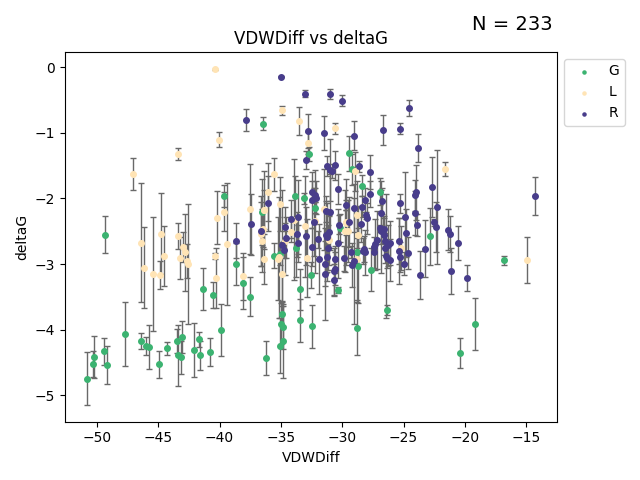 N = 233
VDWDiff vs deltaG
G
L
R
deltaG
0
−1
−2
−3
−4
−5
−50 −45 −40 −35 −30 −25 −20 −15
VDWDiff